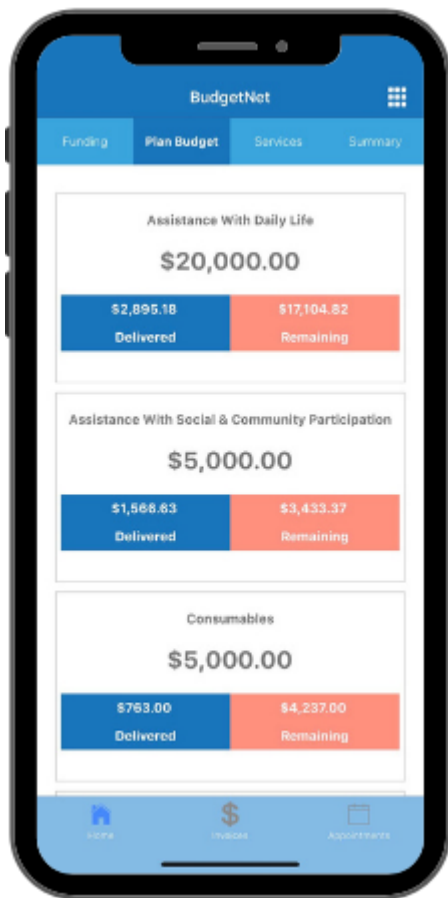 BudgetNet
Funding Plan Budget Services Summary
Assistance With Daily Life
$20,000.00
$2,895.18 $17,104.82
Delivered Remaining
Assistance With Social & Community Participation
$5,000.00
$1,566.63 $3,433.37
Delivered Remaining
Consumables
$5,000.00
$763.00 $4,237.00
Delivered Remaining
$
Home Invoices Appointments